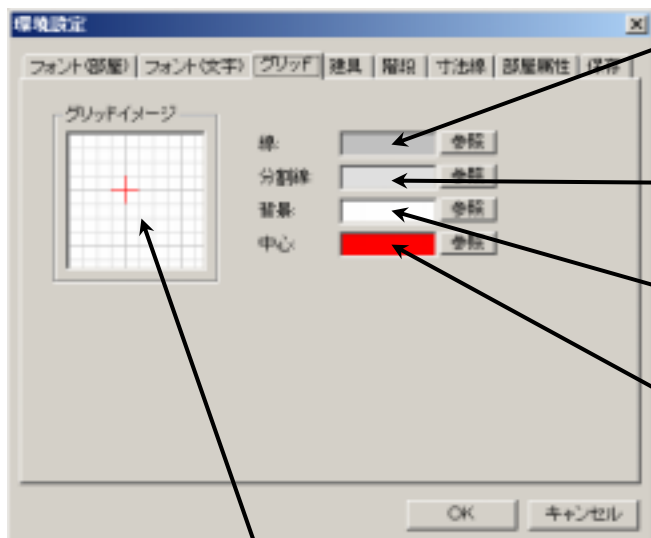 環境設定
フォント(部屋) フォント(文字) グリッド 建具 階段 寸法線 部屋属性 保存
グリッドイメージ
線: 参照
分割線: 参照
背景: 参照
中心: 参照
OK キャンセル